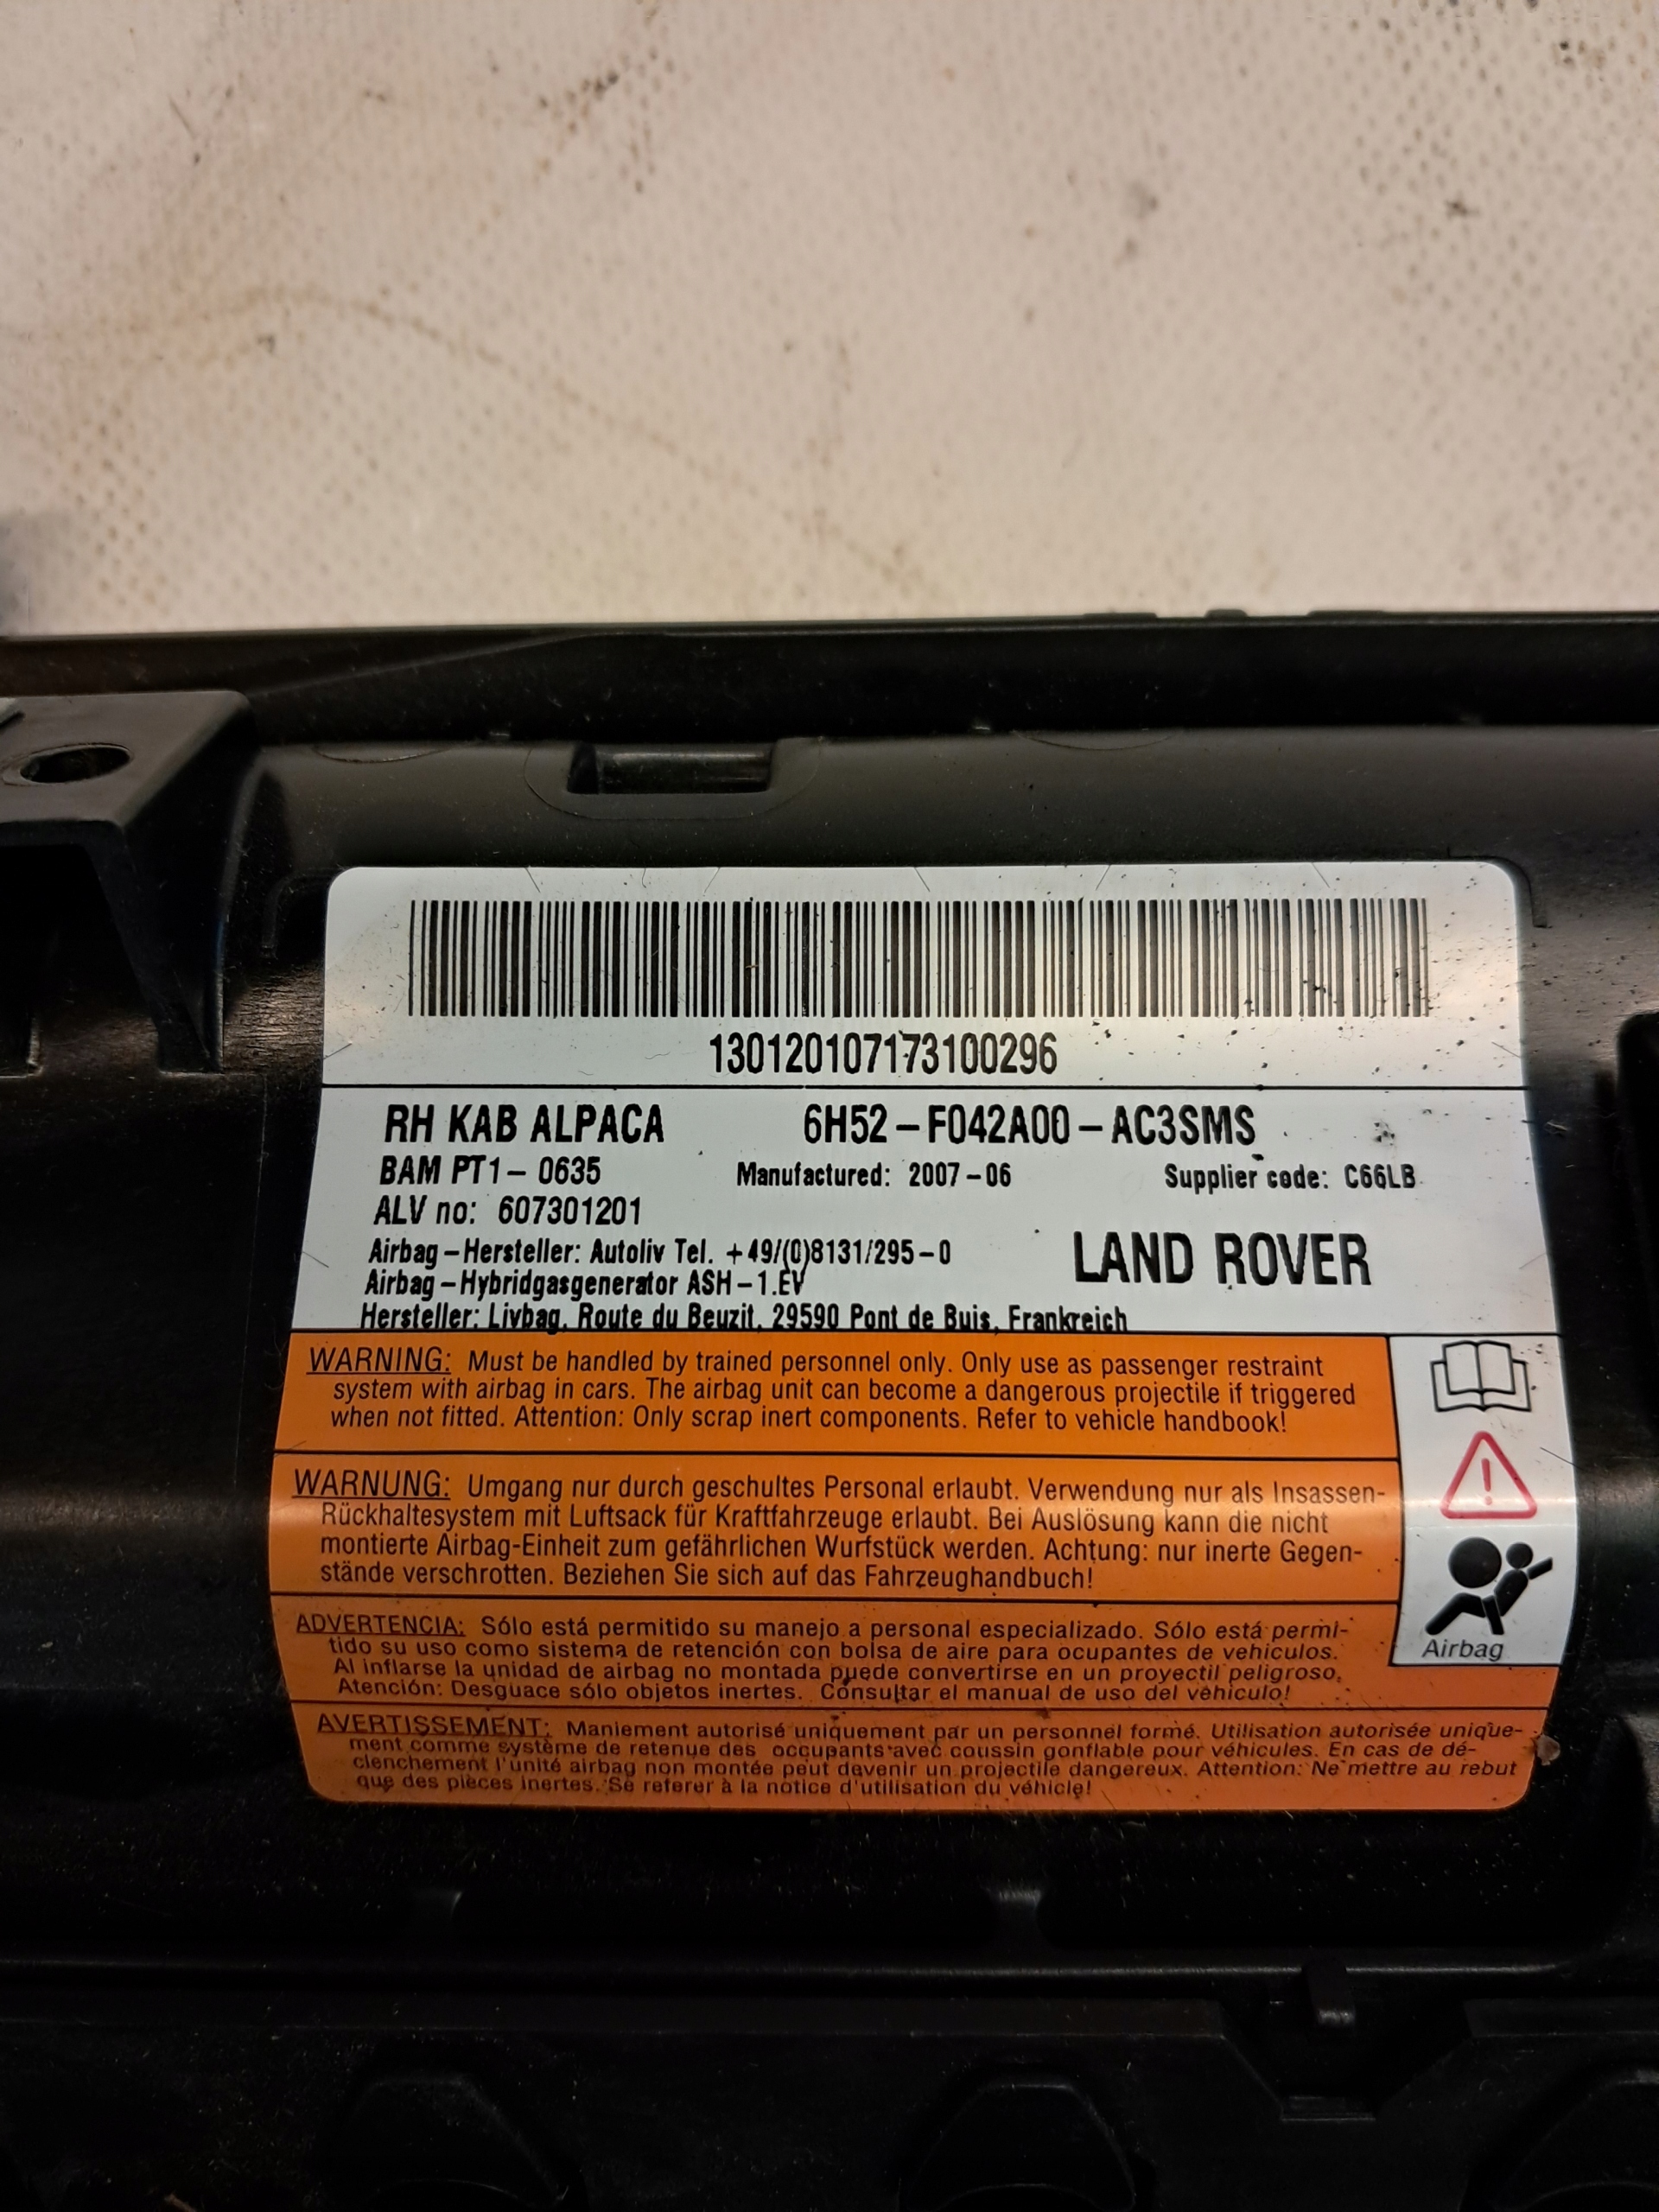 130120107173100296
RH KAB ALPACA 6H52-F042A00-AC3SMS
BAM PT1-0635 Manufactured: 2007-06 Supplier code: C66LB
ALV no: 607301201
Airbag-Hersteller: Autoliv Tel. +49/(0)8131/295-0
LAND ROVER
Airbag-Hybridgasgenerator ASH-1.EV
Hersteller: Livbag, Route du Beuzit, 29590 Pont de Buis, Frankreich
WARNING: Must be handled by trained personnel only. Only use as passenger restraint
system with airbag in cars. The airbag unit can become a dangerous projectile if triggered
when not fitted. Attention: Only scrap inert components. Refer to vehicle handbook!
WARNUNG: Umgang nur durch geschultes Personal erlaubt. Verwendung nur als Insassen-
Rückhaltesystem mit Luftsack für Kraftfahrzeuge erlaubt. Bei Auslösung kann die nicht
montierte Airbag-Einheit zum gefährlichen Wurfstück werden. Achtung: nur inerte Gegen-
stände verschrotten. Beziehen Sie sich auf das Fahrzeughandbuch!
ADVERTENCIA: Sólo está permitido su manejo a personal especializado. Sólo está permi-
tido su uso como sistema de retención con bolsa de aire para ocupantes de vehiculos.
Al inflarse la unidad de airbag no montada puede convertirse en un proyectil peligroso.
Atención: Desguace sólo objetos inertes. Consultar el manual de uso del vehiculo!
Airbag
AVERTISSEMENT: Maniement autorisé uniquement par un personnel formé. Utilisation autorisée unique-
ment comme système de retenue des occupants avec coussin gonflable pour véhicules. En cas de dé-
clenchement l'unité airbag non montée peut devenir un projectile dangereux. Attention: Ne mettre au rebut
que des pièces inertes. Se referer à la notice d'utilisation du véhicle!